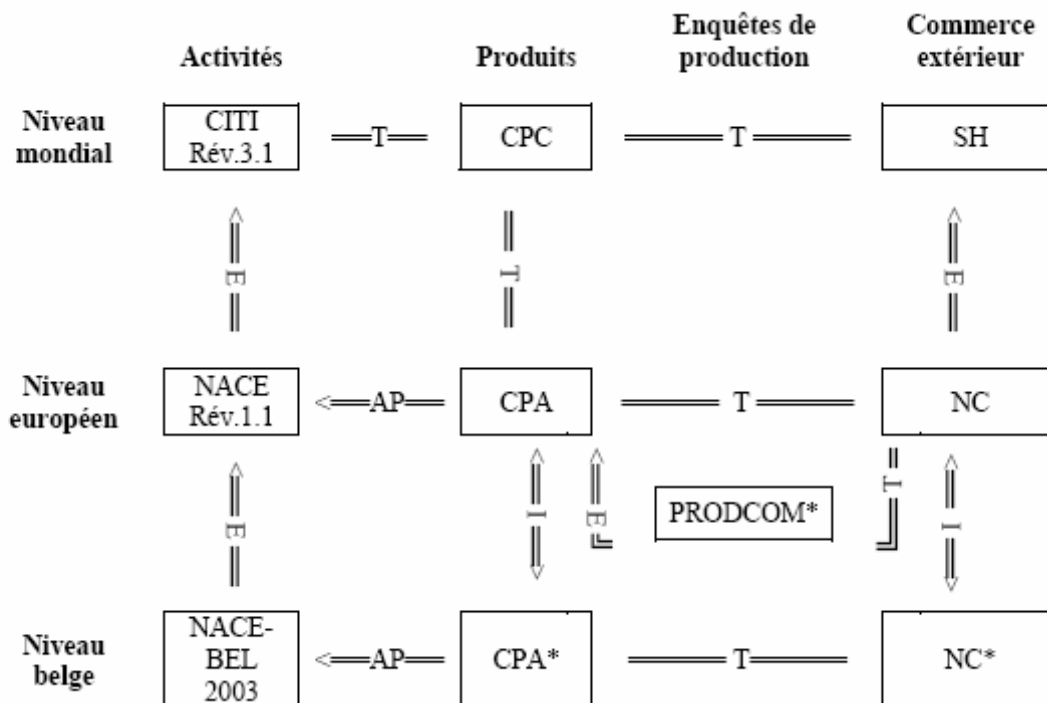 Activités
Produits
Enquêtes de
production
Commerce
extérieur
Niveau
mondial
CITI
Rév.3.1
T
CPC
T
SH
E
T
E
Niveau
européen
NACE
Rév.1.1
AP
CPA
T
NC
E
I
E
PRODCOM*
T
I
Niveau
belge
NACE-
BEL
2003
AP
CPA*
T
NC*